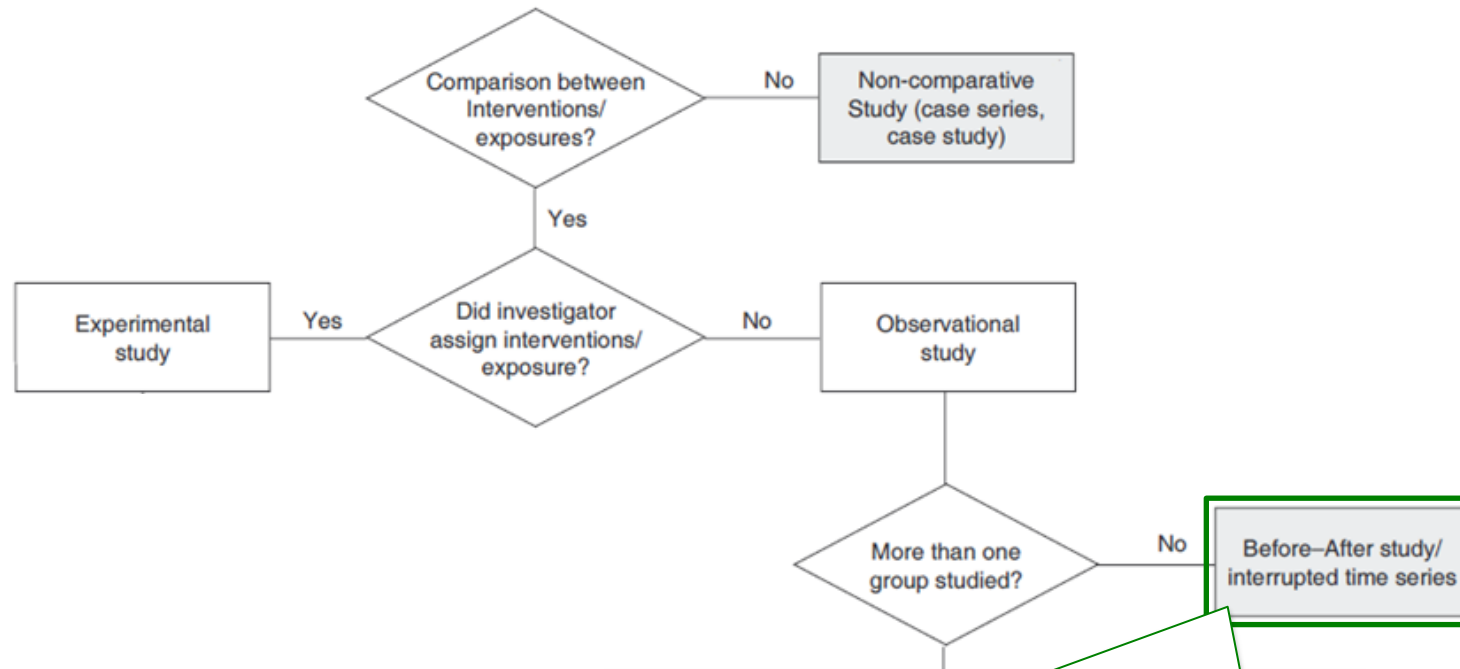 Comparison between
Interventions/
exposures?
No
Non-comparative
Study (case series,
case study)
Yes
Experimental
study
Yes
Did investigator
assign interventions/
exposure?
No
Observational
study
More than one
group studied?
No
Before–After study/
interrupted time series